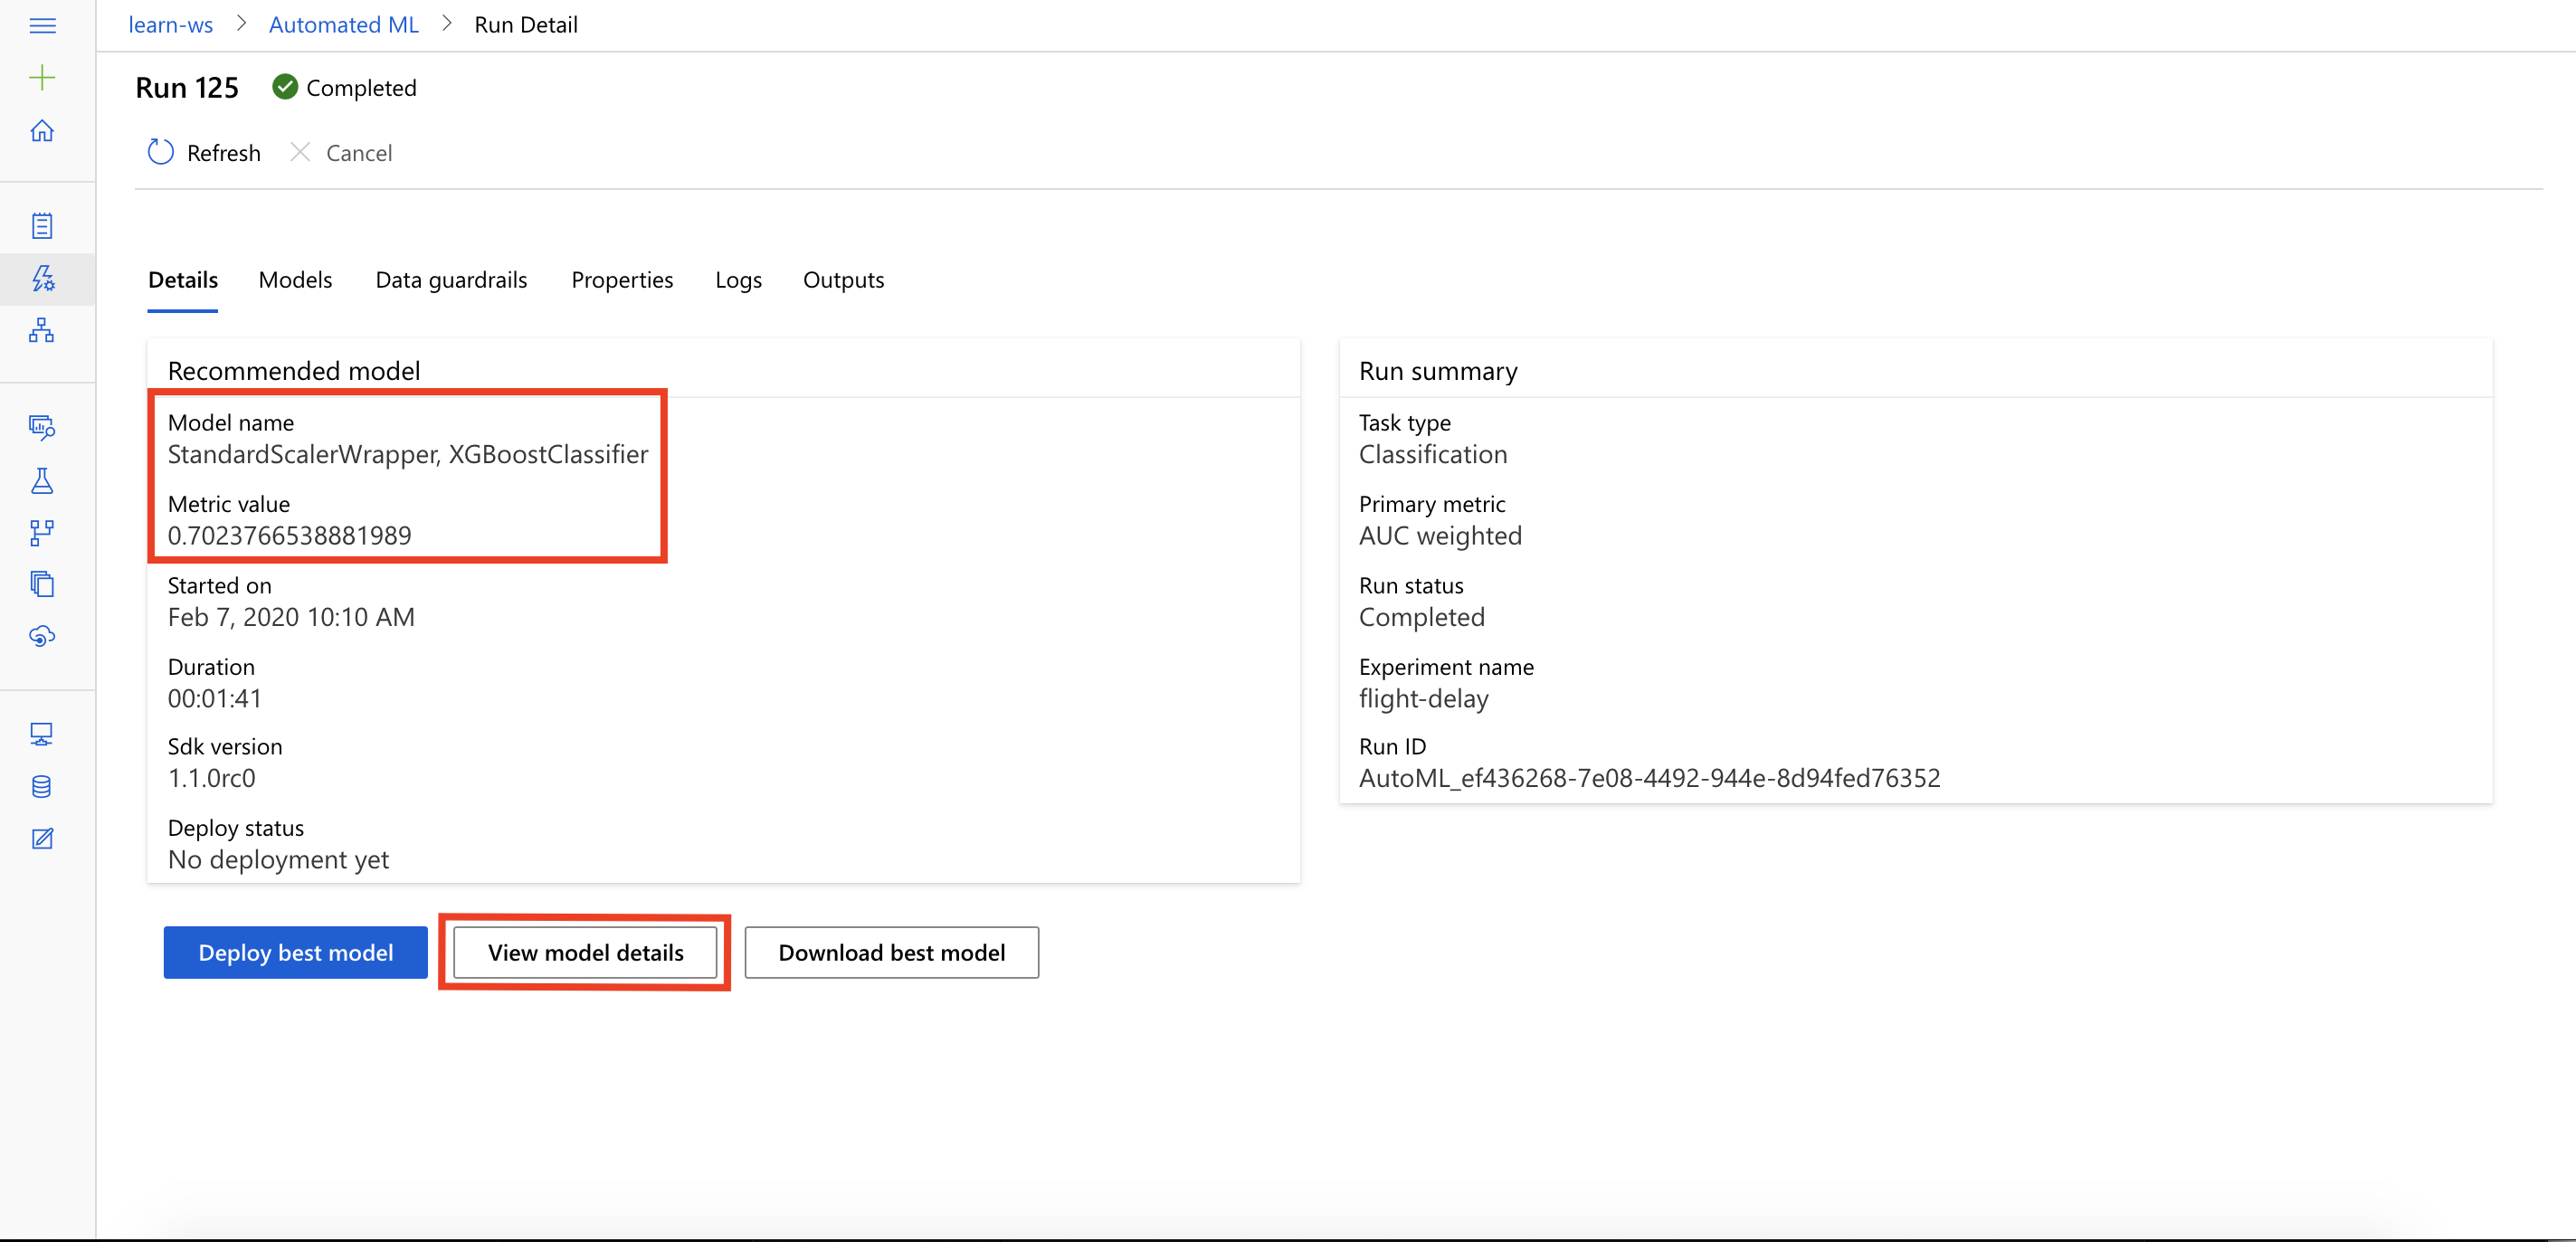 learn-ws > Automated ML > Run Detail
Run 125 Completed
Refresh Cancel
Details Models Data guardrails Properties Logs Outputs
Recommended model
Model name
StandardScalerWrapper, XGBoostClassifier
Metric value
0.7023766538881989
Started on
Feb 7, 2020 10:10 AM
Duration
00:01:41
Sdk version
1.1.0rc0
Deploy status
No deployment yet
Run summary
Task type
Classification
Primary metric
AUC weighted
Run status
Completed
Experiment name
flight-delay
Run ID
AutoML_ef436268-7e08-4492-944e-8d94fed76352
Deploy best model View model details Download best model